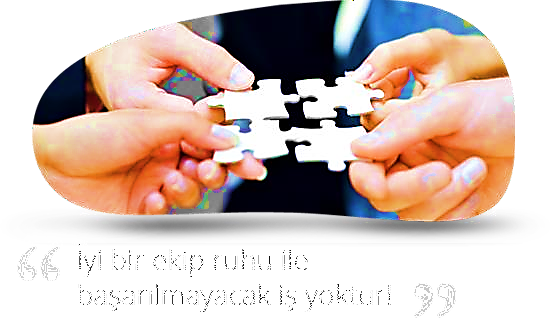 İyi bir ekip ruhu ile
başarılmayacak iş yoktur!